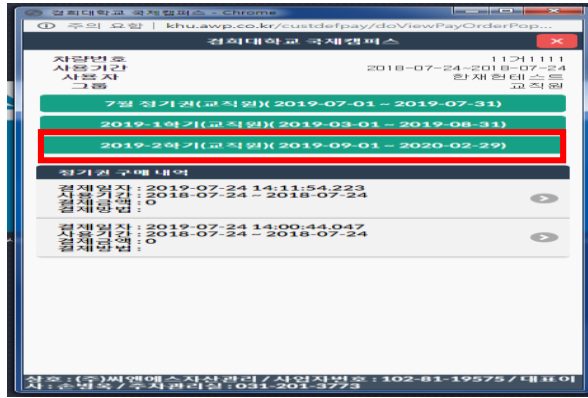 경희대학교 국제캠퍼스 - Chrome
주의 요함 | khu.awp.co.kr/custdefpay/doViewPayOrderPop...
경희대학교 국제캠퍼스
차량번호 11거1111
사용기간 2018-07-24~2018-07-24
사용자 한재현테스트
그룹 교직원
7월 정기권(교직원)( 2019-07-01 ~ 2019-07-31)
2019-1학기(교직원)( 2019-03-01 ~ 2019-08-31)
2019-2학기(교직원)( 2019-09-01 ~ 2020-02-29)
정기권 구매 내역
결제일자 : 2019-07-24 14:11:54.223
사용기간 : 2018-07-24 ~ 2018-07-24
결제금액 : 0
결제방법 :
결제일자 : 2019-07-24 14:00:44.047
사용기간 : 2018-07-24 ~ 2018-07-24
결제금액 : 0
결제방법 :
상호 : (주)씨엔에스자산관리 / 사업자번호 : 102-81-19575 / 대표이
사 : 손병욱 / 주차관리실 : 031-201-3773